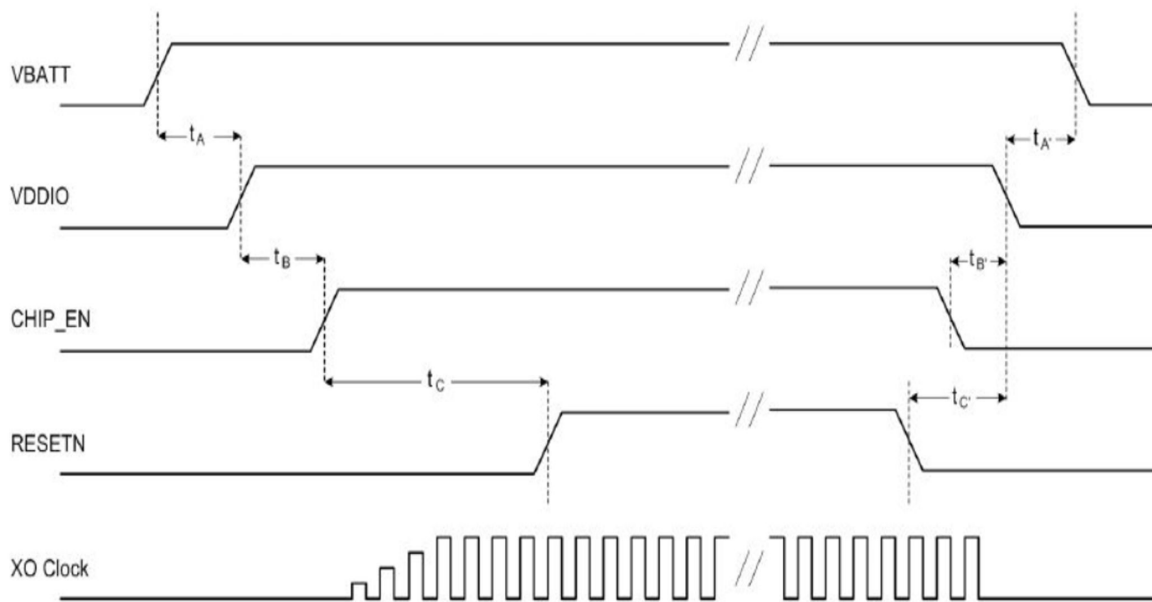 VBATT
tA
tA'
VDDIO
tB
tB'
CHIP_EN
tC
tC'
RESETN
XO Clock